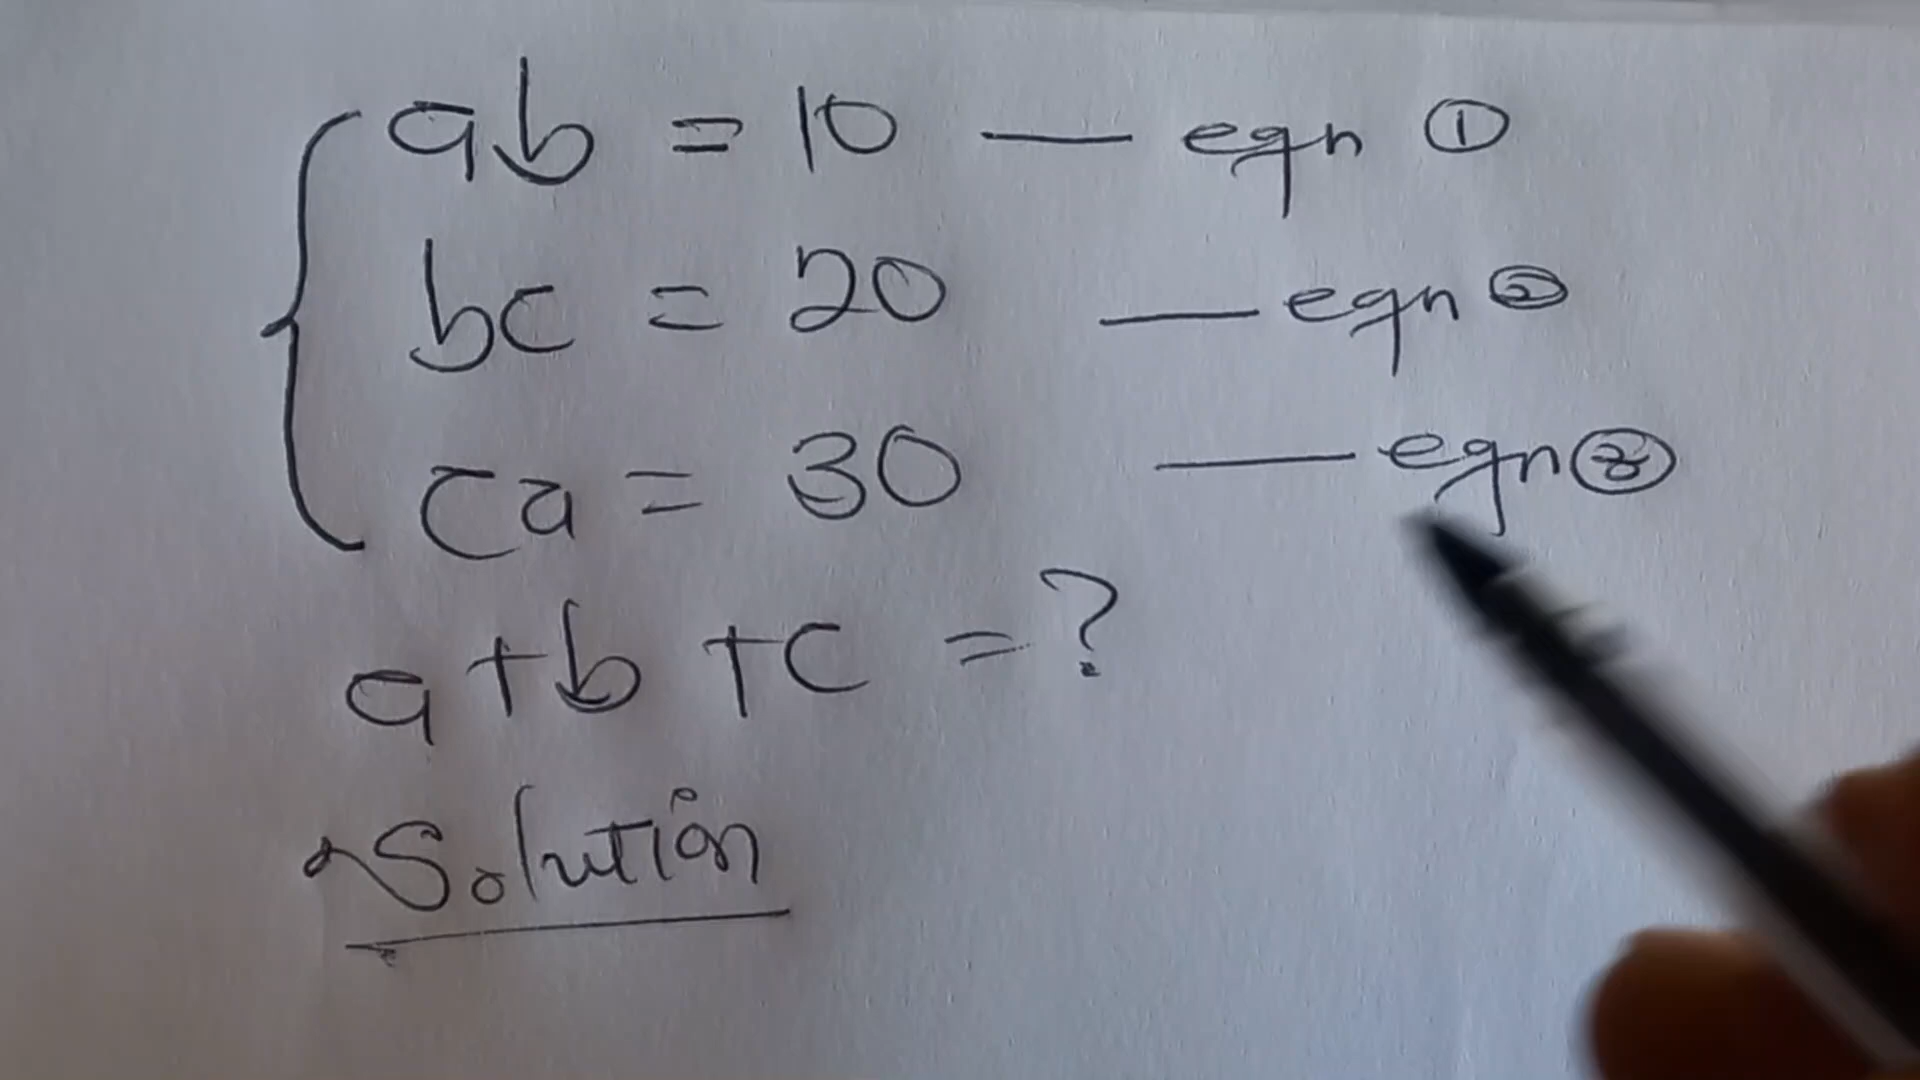 ab = 10 — eqn ①
bc = 20 — eqn ②
ca = 30 — eqn ③
a+b+c = ?
Solution